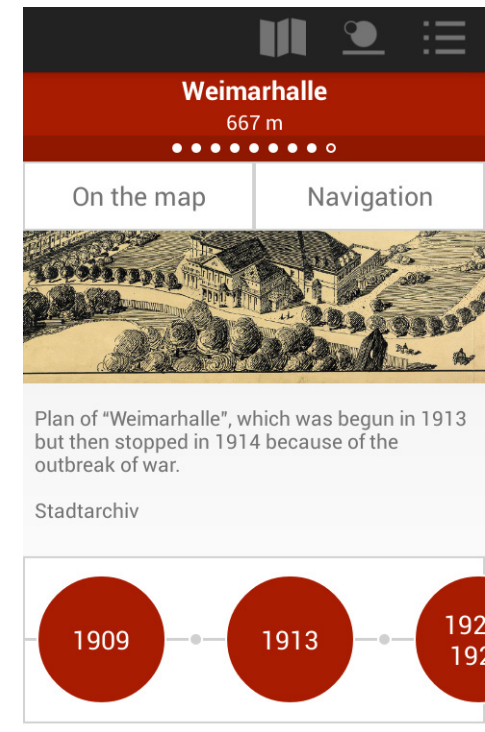 Weimarhalle
667 m
On the map
Navigation
Plan of “Weimarhalle”, which was begun in 1913
but then stopped in 1914 because of the
outbreak of war.
Stadtarchiv
1909
1913